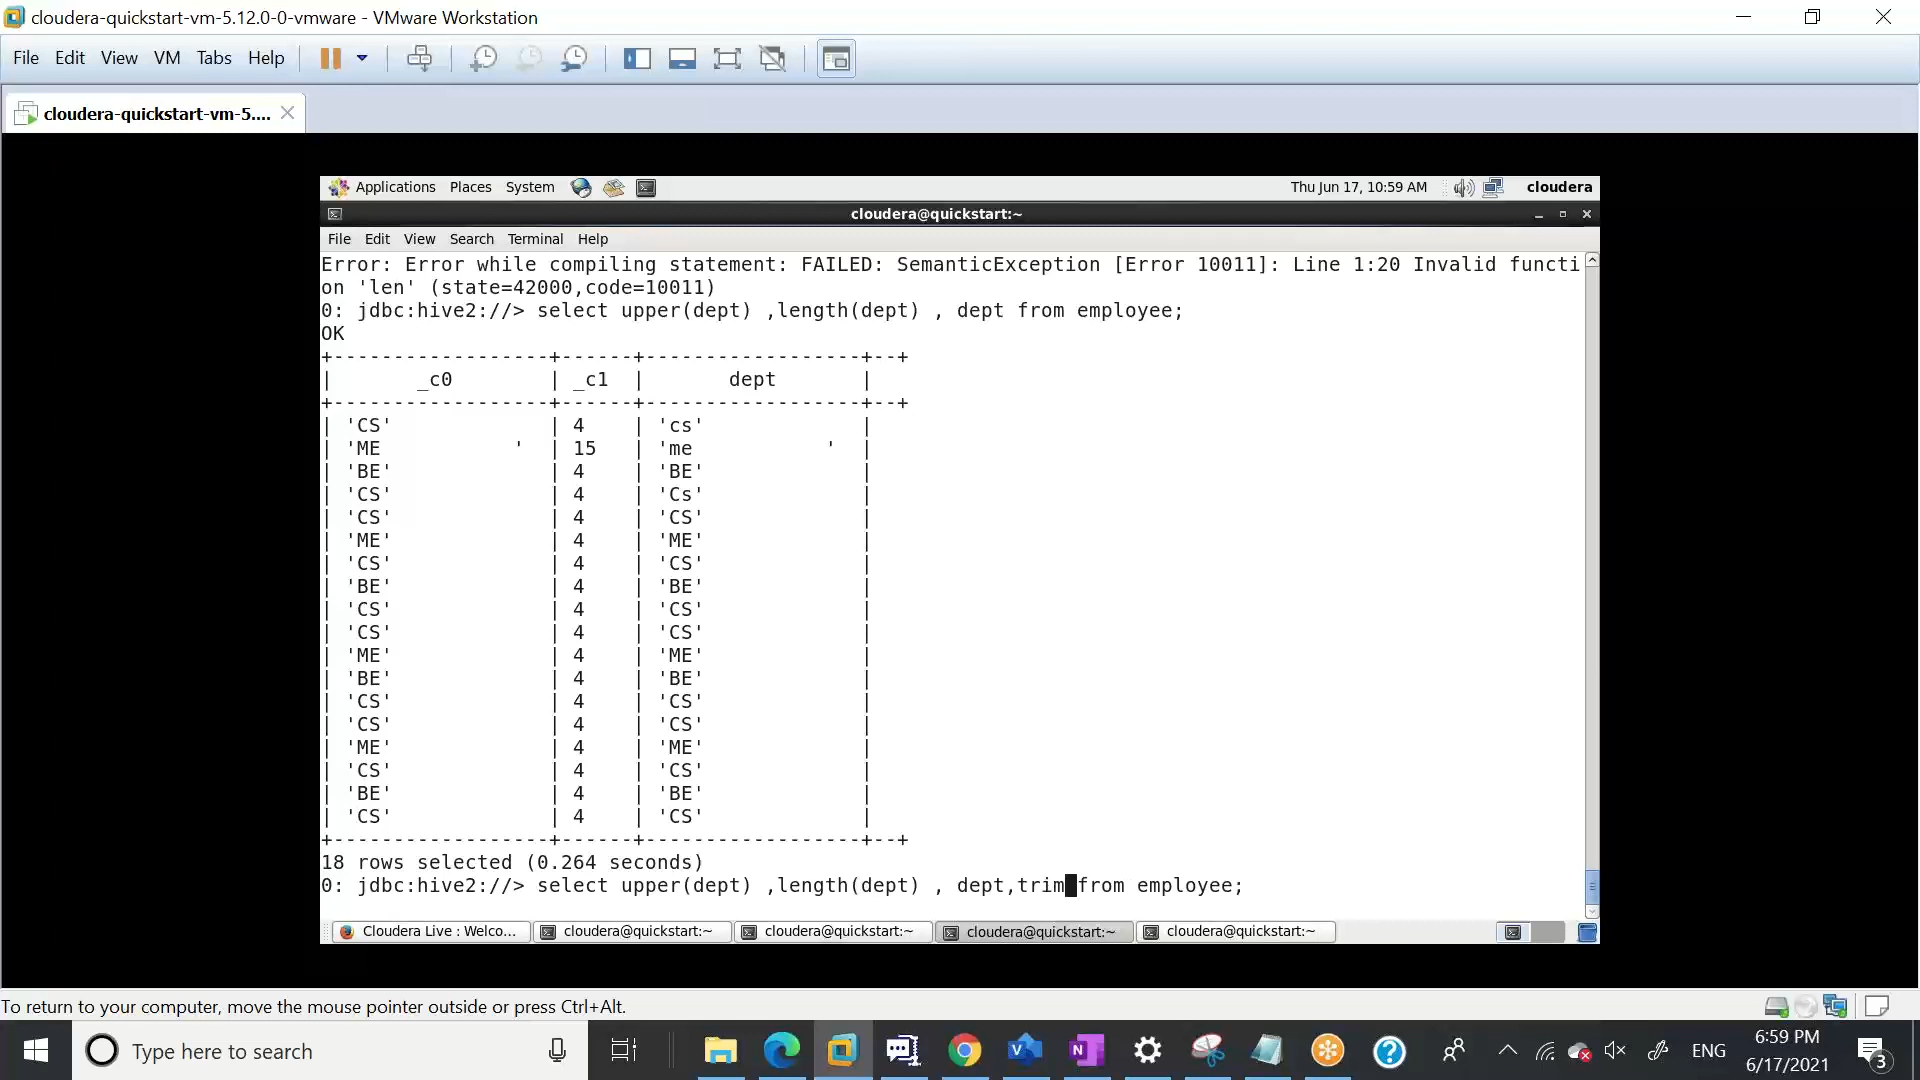 cloudera-quickstart-vm-5.12.0-0-vmware - VMware Workstation
File Edit View VM Tabs Help
cloudera-quickstart-vm-5....
Applications Places System Thu Jun 17, 10:59 AM cloudera
cloudera@quickstart:~
File Edit View Search Terminal Help
Error: Error while compiling statement: FAILED: SemanticException [Error 10011]: Line 1:20 Invalid functi
on 'len' (state=42000,code=10011)
0: jdbc:hive2://> select upper(dept) ,length(dept) , dept from employee;
OK
+------------------+------+------------------+--+
|       _c0        | _c1  |       dept       |
+------------------+------+------------------+--+
| 'CS'             | 4    | 'cs'             |
| 'ME           '  | 15   | 'me           '  |
| 'BE'             | 4    | 'BE'             |
| 'CS'             | 4    | 'Cs'             |
| 'CS'             | 4    | 'CS'             |
| 'ME'             | 4    | 'ME'             |
| 'CS'             | 4    | 'CS'             |
| 'BE'             | 4    | 'BE'             |
| 'CS'             | 4    | 'CS'             |
| 'CS'             | 4    | 'CS'             |
| 'ME'             | 4    | 'ME'             |
| 'BE'             | 4    | 'BE'             |
| 'CS'             | 4    | 'CS'             |
| 'CS'             | 4    | 'CS'             |
| 'ME'             | 4    | 'ME'             |
| 'CS'             | 4    | 'CS'             |
| 'BE'             | 4    | 'BE'             |
| 'CS'             | 4    | 'CS'             |
+------------------+------+------------------+--+
18 rows selected (0.264 seconds)
0: jdbc:hive2://> select upper(dept) ,length(dept) , dept,trim from employee;
Cloudera Live : Welco... cloudera@quickstart:~ cloudera@quickstart:~ cloudera@quickstart:~ cloudera@quickstart:~
To return to your computer, move the mouse pointer outside or press Ctrl+Alt.
Type here to search
ENG
6:59 PM
6/17/2021
3